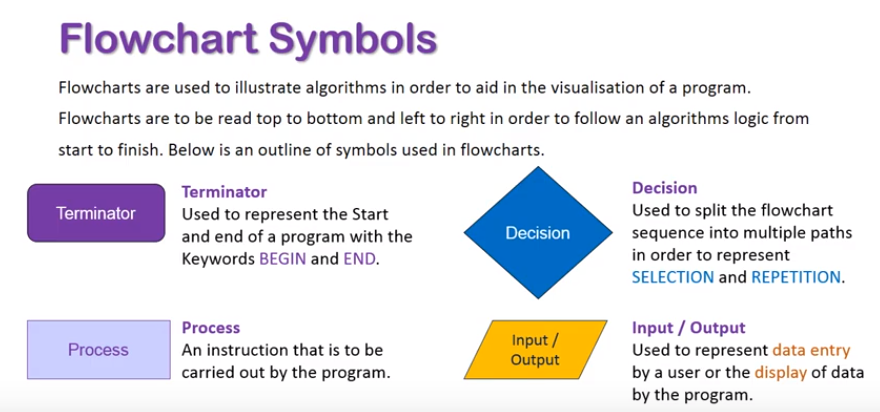 Flowchart Symbols
Flowcharts are used to illustrate algorithms in order to aid in the visualisation of a program.
Flowcharts are to be read top to bottom and left to right in order to follow an algorithms logic from
start to finish. Below is an outline of symbols used in flowcharts.
Terminator
Terminator
Used to represent the Start
and end of a program with the
Keywords BEGIN and END.
Decision
Decision
Used to split the flowchart
sequence into multiple paths
in order to represent
SELECTION and REPETITION.
Process
Process
An instruction that is to be
carried out by the program.
Input /
Output
Input / Output
Used to represent data entry
by a user or the display of data
by the program.